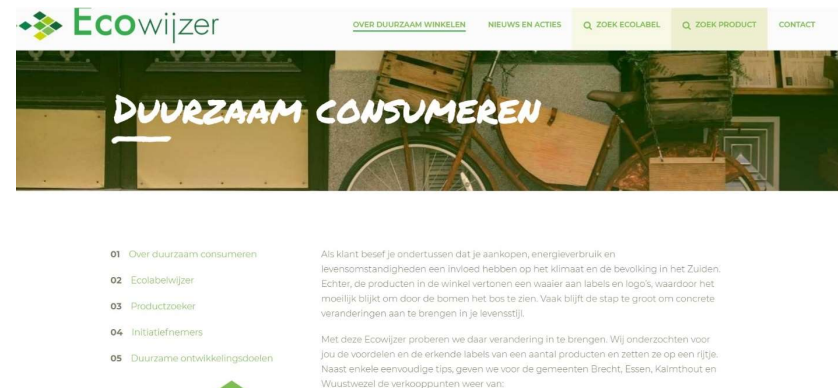 Ecowijzer
OVER DUURZAAM WINKELEN
NIEUWS EN ACTIES
ZOEK ECOLABEL
ZOEK PRODUCT
CONTACT
DUURZAAM CONSUMEREN
01 Over duurzaam consumeren
02 Ecolabelwijzer
03 Productzoeker
04 Initiatiefnemers
05 Duurzame ontwikkelingsdoelen
Als klant besef je ondertussen dat je aankopen, energieverbruik en
levensomstandigheden een invloed hebben op het klimaat en de bevolking in het Zuiden.
Echter, de producten in de winkel vertonen een waaier aan labels en logo's, waardoor het
moeilijk blijkt om door de bomen het bos te zien. Vaak blijft de stap te groot om concrete
veranderingen aan te brengen in je levensstijl.
Met deze Ecowijzer proberen we daar verandering in te brengen. Wij onderzochten voor
jou de voordelen en de erkende labels van een aantal producten en zetten ze op een rijtje.
Naast enkele eenvoudige tips, geven we voor de gemeenten Brecht, Essen, Kalmthout en
Wuustwezel de verkooppunten weer van: